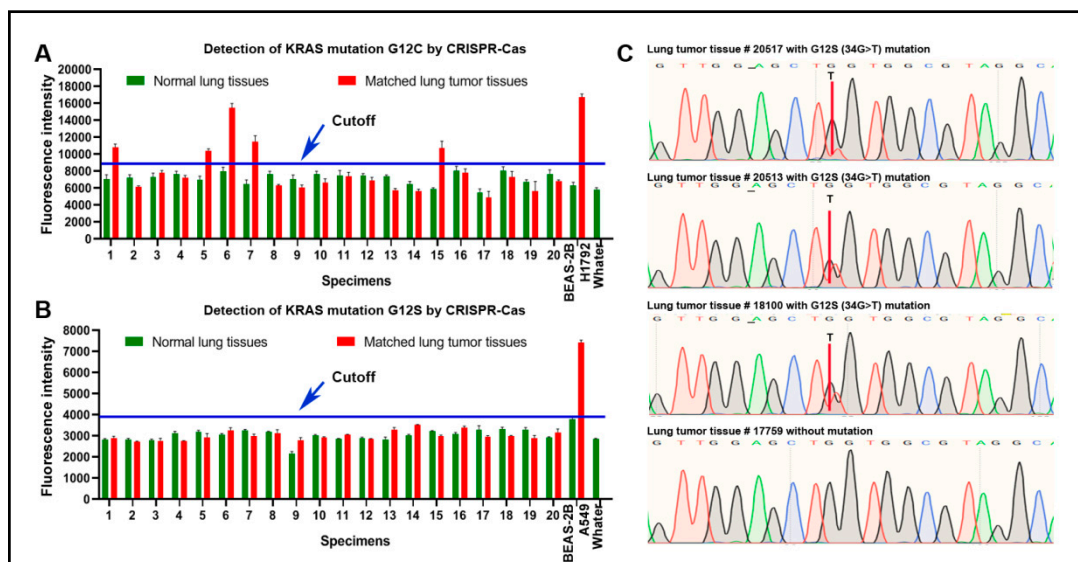 A
Detection of KRAS mutation G12C by CRISPR-Cas
Normal lung tissues
Matched lung tumor tissues
Cutoff
Fluorescence intensity
20000
18000
16000
14000
12000
10000
8000
6000
4000
2000
0
1 2 3 4 5 6 7 8 9 10 11 12 13 14 15 16 17 18 19 20 BEAS-2B H1792 Whater
Specimens
B
Detection of KRAS mutation G12S by CRISPR-Cas
Normal lung tissues
Matched lung tumor tissues
Cutoff
Fluorescence intensity
8000
7000
6000
5000
4000
3000
2000
1000
0
1 2 3 4 5 6 7 8 9 10 11 12 13 14 15 16 17 18 19 20 BEAS-2B A549 Whater
Specimens
C
Lung tumor tissue # 20517 with G12S (34G>T) mutation
G T T G G A G C T G G T G G C G T A G G C A
T
Lung tumor tissue # 20513 with G12S (34G>T) mutation
G T T G G A G C T G G T G G C G T A G G C A
T
Lung tumor tissue # 18100 with G12S (34G>T) mutation
G T T G G A G C T G G T G G C G T A G G C A
T
Lung tumor tissue # 17759 without mutation
G T T G G A G C T G G T G G C G T A G G C A